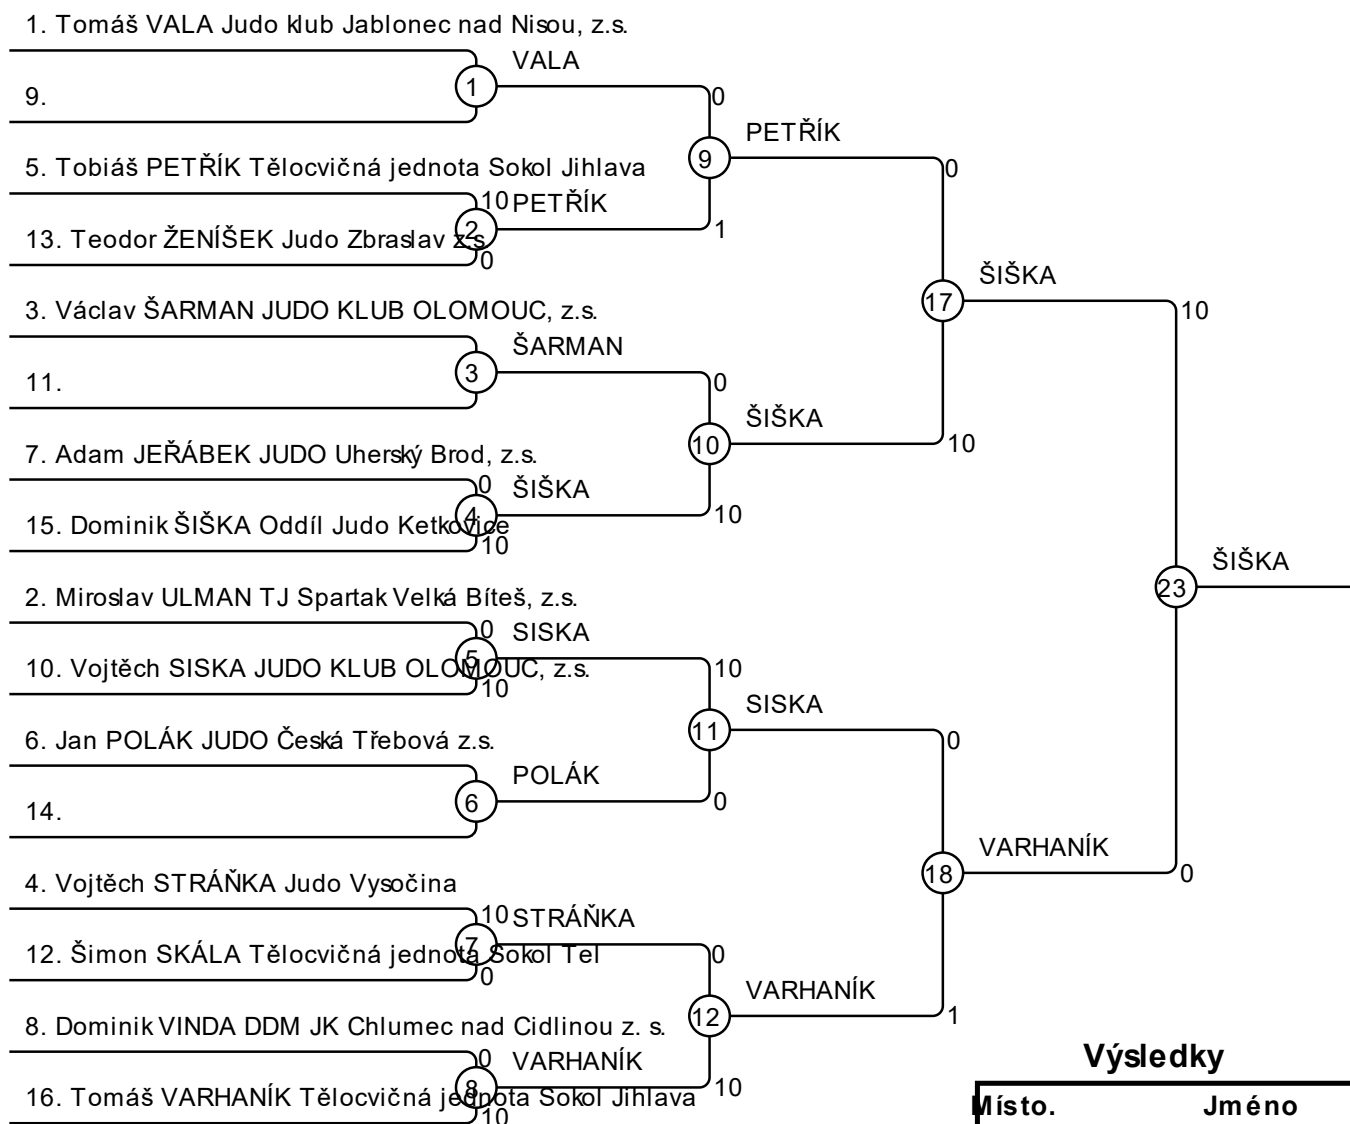 1. Tomáš VALA Judo klub Jablonec nad Nisou, z.s.
VALA
1
9.
0
PETŘÍK
9
5. Tobiáš PETŘÍK Tělocvičná jednota Sokol Jihlava
0
10 PETŘÍK
2
1
13. Teodor ŽENÍŠEK Judo Zbraslav z.s
0
ŠIŠKA
17
10
3. Václav ŠARMAN JUDO KLUB OLOMOUC, z.s.
ŠARMAN
3
11.
0
ŠIŠKA
10
10
7. Adam JEŘÁBEK JUDO Uherský Brod, z.s.
0
ŠIŠKA
4
10
15. Dominik ŠIŠKA Oddíl Judo Ketkovice
10
ŠIŠKA
23
2. Miroslav ULMAN TJ Spartak Velká Bíteš, z.s.
0
SISKA
5
10. Vojtěch SISKA JUDO KLUB OLOMOUC, z.s.
10
10
SISKA
11
6. Jan POLÁK JUDO Česká Třebová z.s.
0
POLÁK
6
0
14.
VARHANÍK
18
0
4. Vojtěch STRÁŇKA Judo Vysočina
10 STRÁŇKA
7
12. Šimon SKÁLA Tělocvičná jednota Sokol Tel
0
0
VARHANÍK
12
1
8. Dominik VINDA DDM JK Chlumec nad Cidlinou z. s.
0
VARHANÍK
8
10
16. Tomáš VARHANÍK Tělocvičná jednota Sokol Jihlava
10
Výsledky
Místo. Jméno